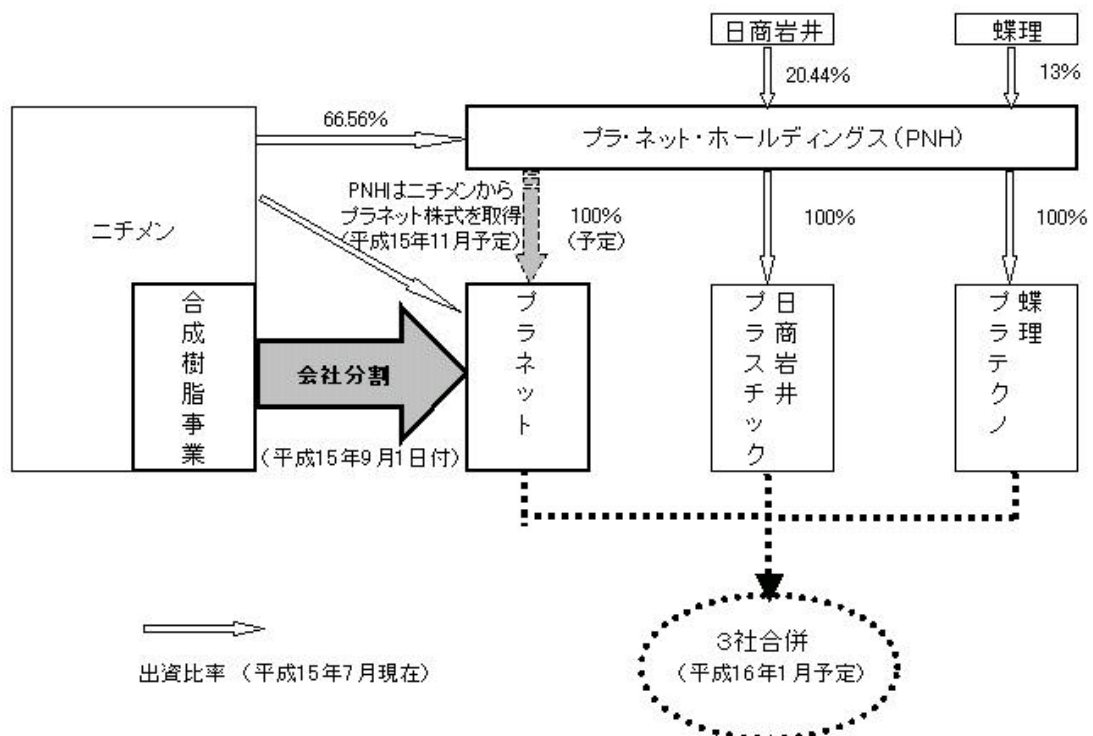 日商岩井
蝶理
20.44%
13%
66.56%
プラ・ネット・ホールディングス(PNH)
PNHはニチメンから
プラネット株式を取得
(平成15年11月予定)
100%
(予定)
100%
100%
ニチメン
合成樹脂事業
会社分割
(平成15年9月1日付)
プラネット
日商岩井
プラスチック
蝶理
プラテクノ
3社合併
(平成16年1月予定)
出資比率 (平成15年7月現在)